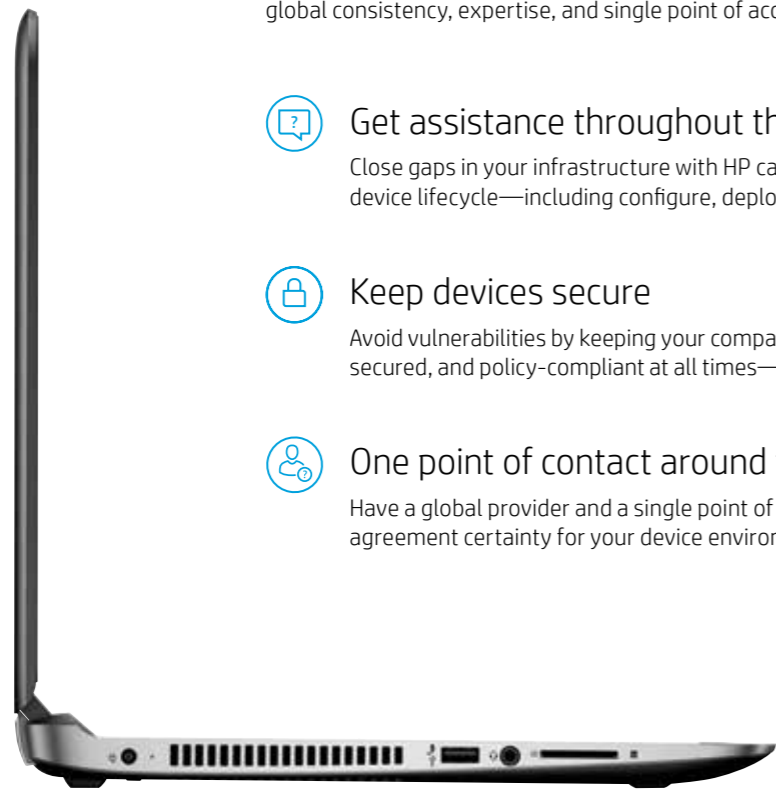 global consistency, expertise, and single point of acc
?
Get assistance throughout th
Close gaps in your infrastructure with HP ca
device lifecycle—including configure, deplo
Keep devices secure
Avoid vulnerabilities by keeping your compa
secured, and policy-compliant at all times—
?
One point of contact around
Have a global provider and a single point of
agreement certainty for your device enviro